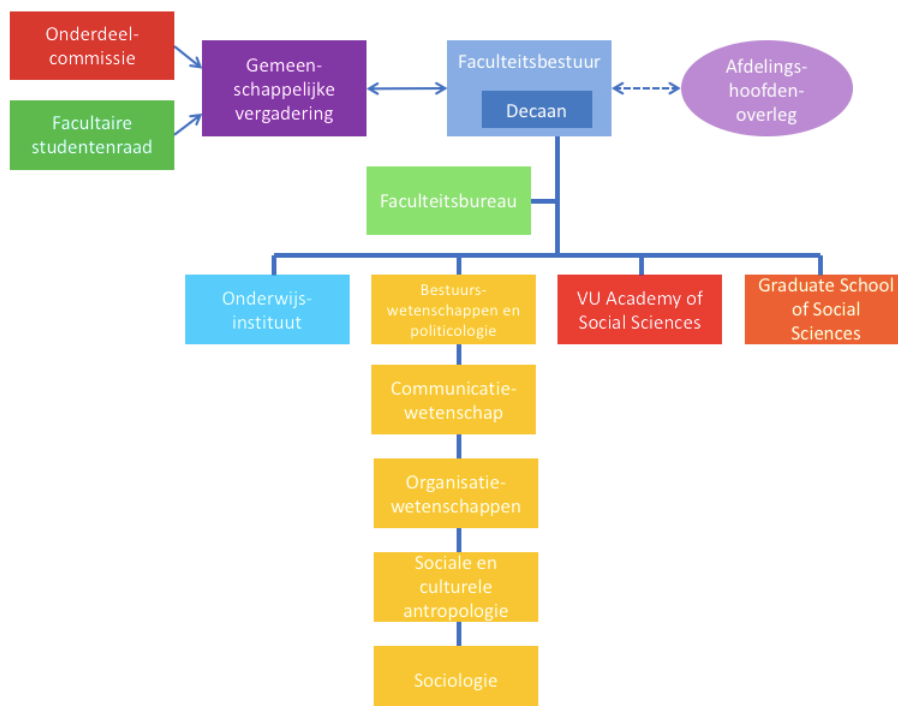 Onderdeel-
commissie
Facultaire
studentenraad
Gemeen-
schappelijke
vergadering
Faculteitsbestuur
Decaan
Afdelings-
hoofden-
overleg
Faculteitsbureau
Onderwijs-
instituut
Bestuurs-
wetenschappen en
politicologie
VU Academy of
Social Sciences
Graduate School
of Social
Sciences
Communicatie-
wetenschap
Organisatie-
wetenschappen
Sociale en
culturele
antropologie
Sociologie